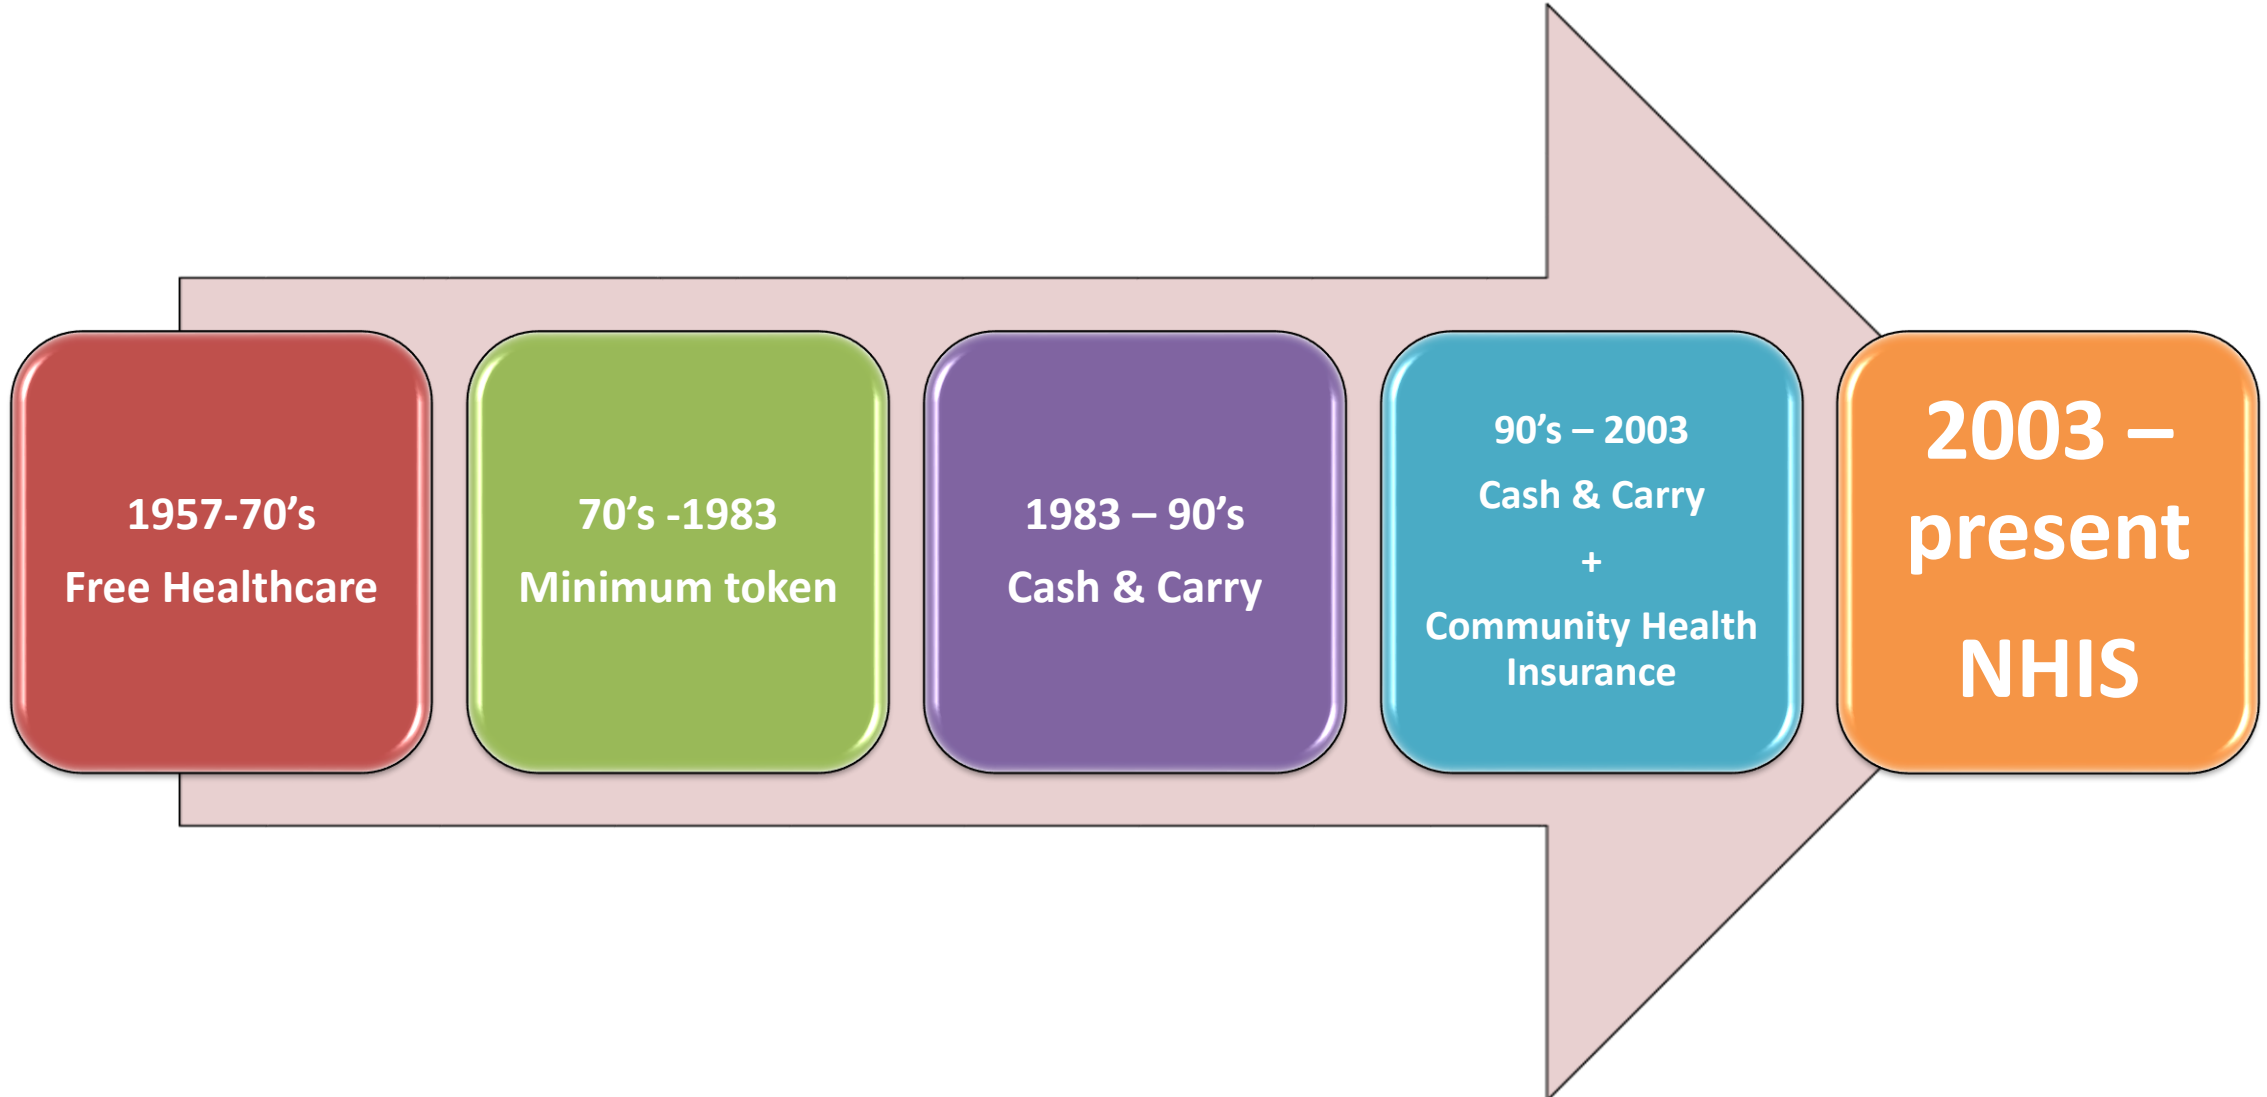 1957-70’s
Free Healthcare
70’s -1983
Minimum token
1983 – 90’s
Cash & Carry
90’s – 2003
Cash & Carry
+
Community Health
Insurance
2003 –
present
NHIS